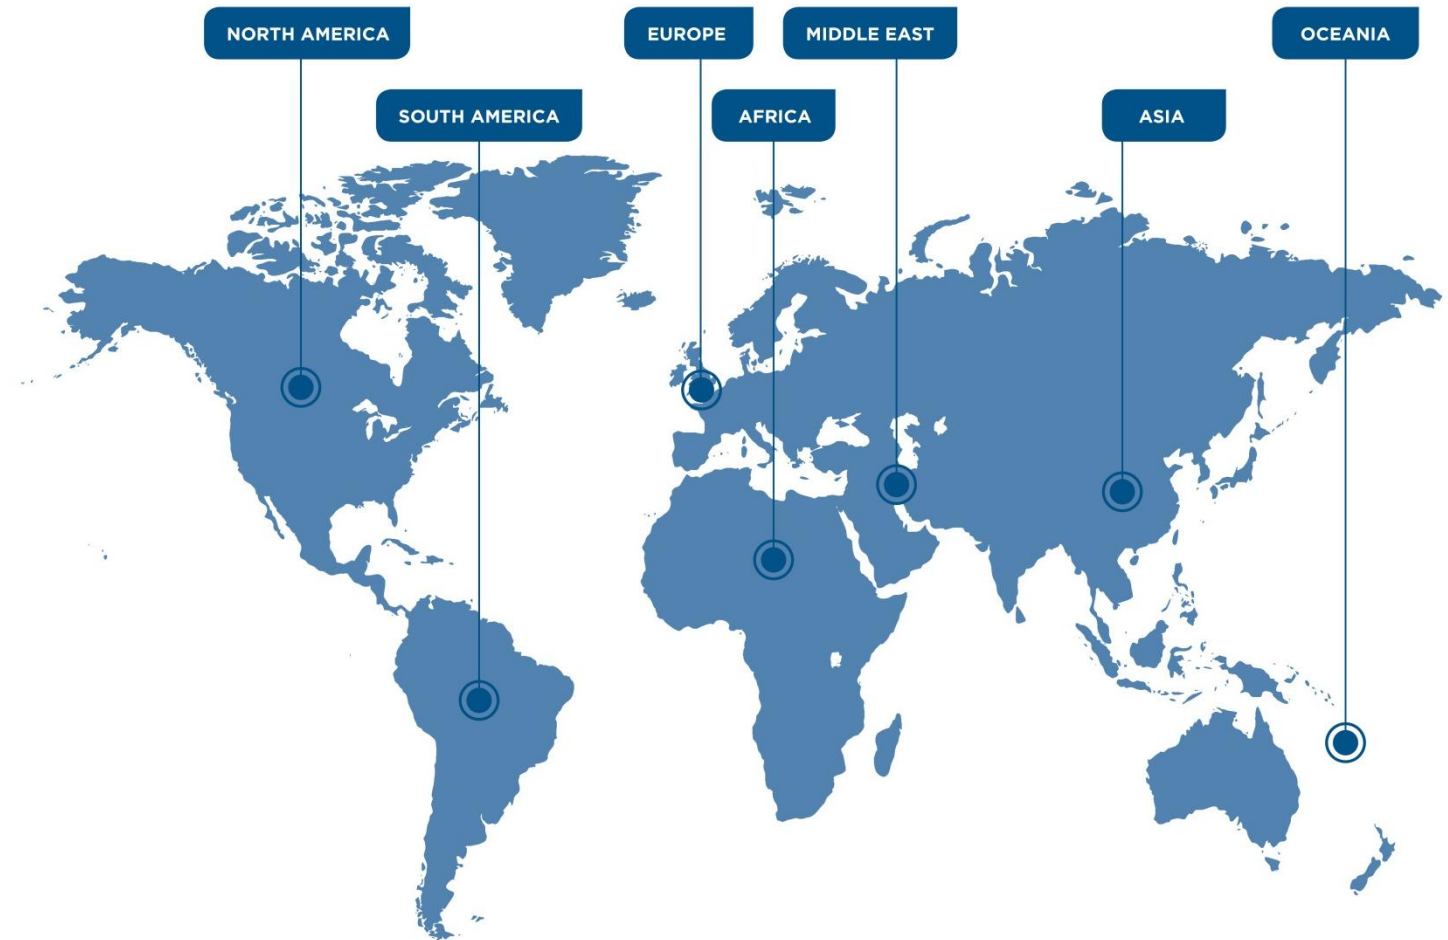 NORTH AMERICA
EUROPE
MIDDLE EAST
OCEANIA
SOUTH AMERICA
AFRICA
ASIA